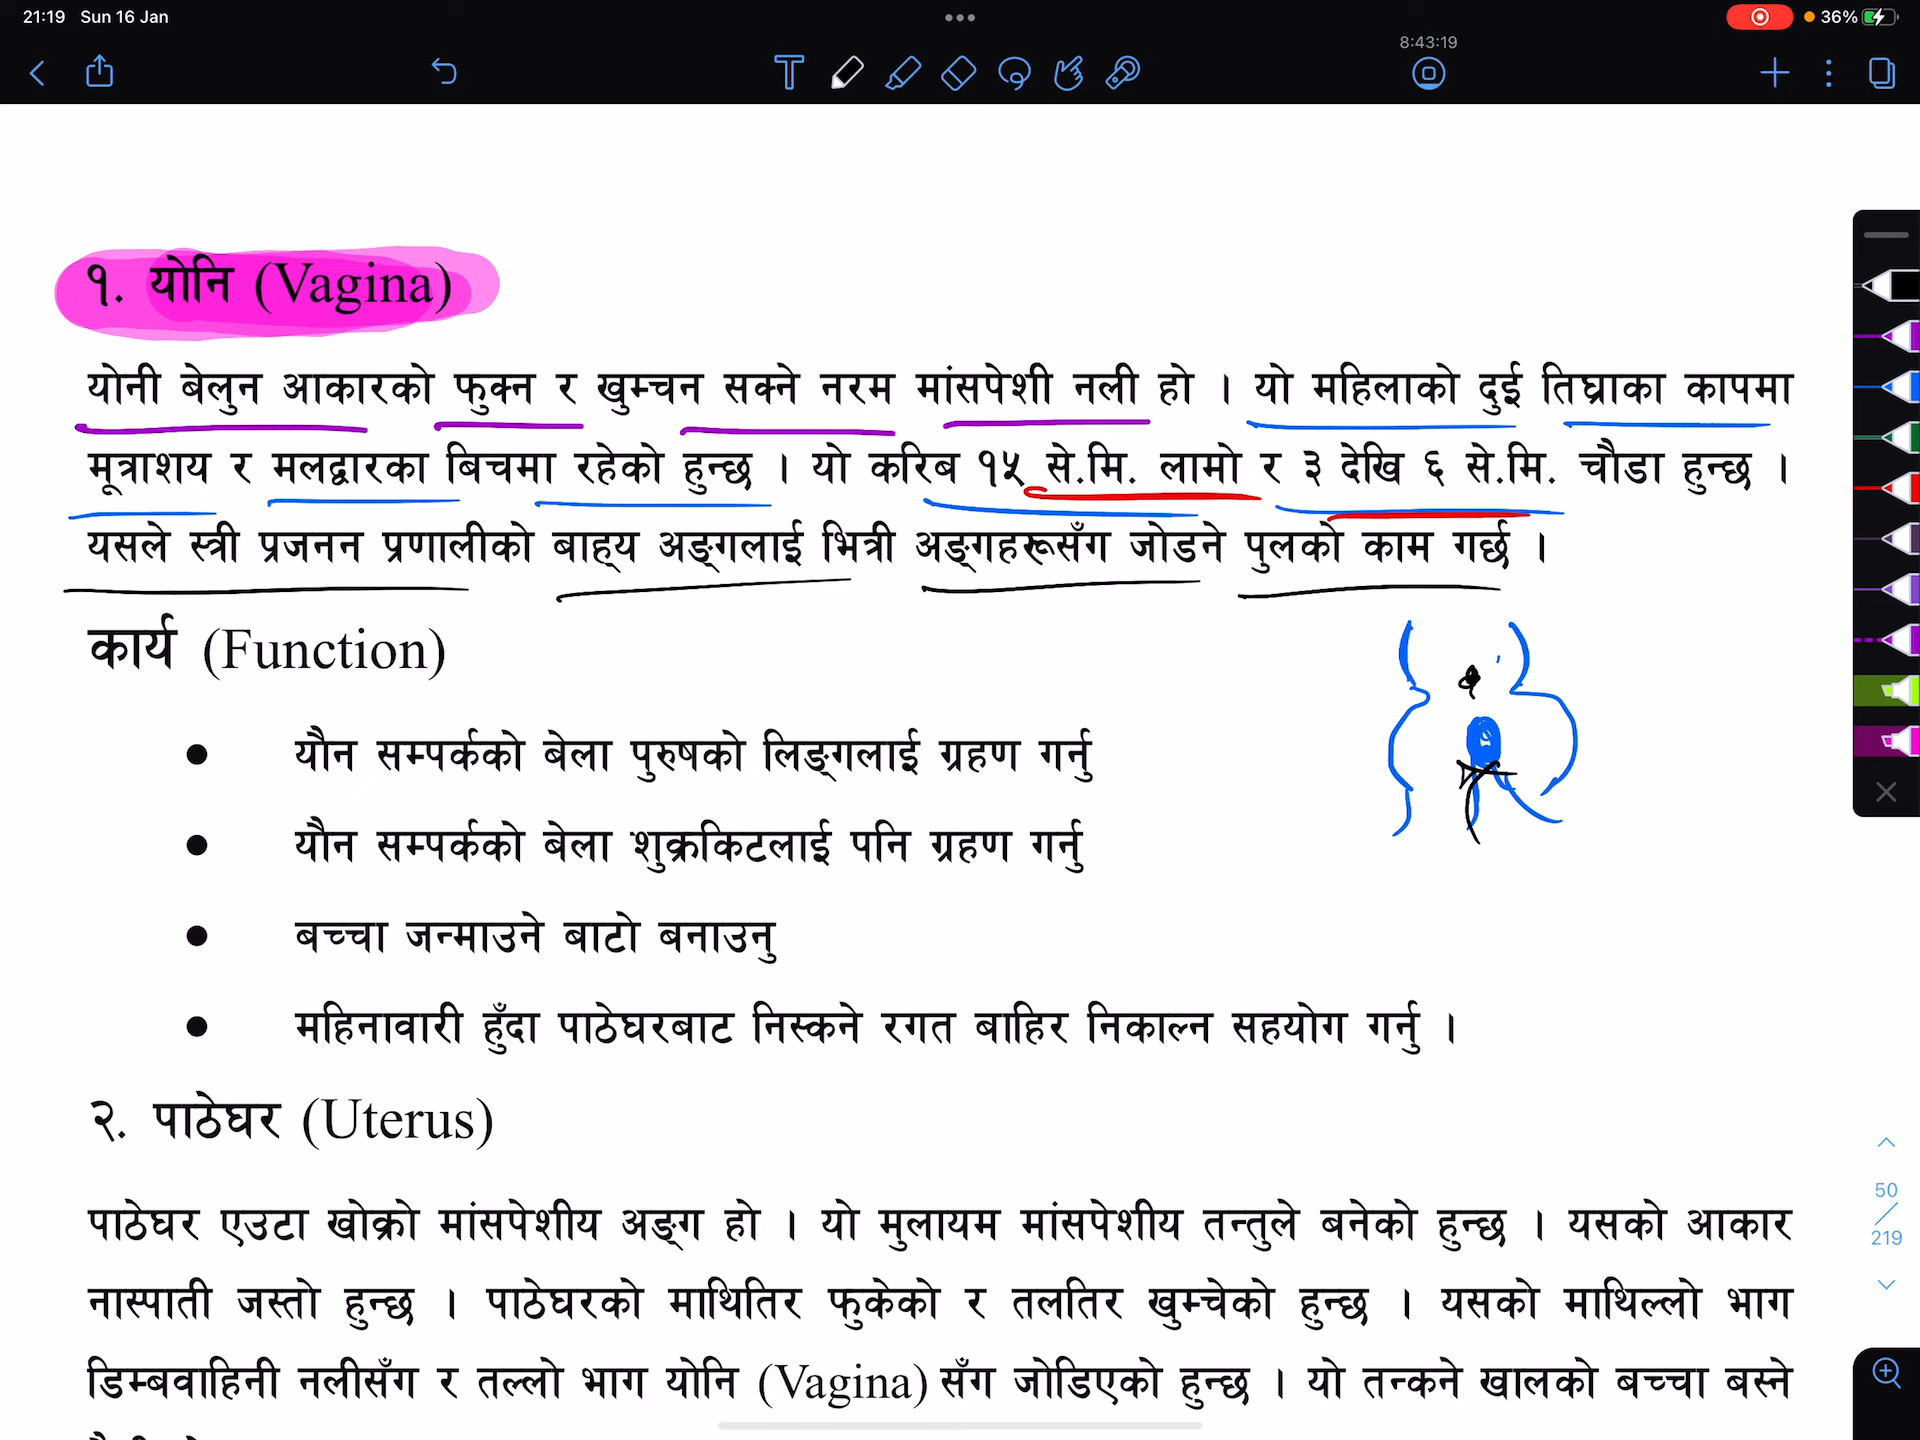 21:19 Sun 16 Jan
36%
8:43:19
१. योनि (Vagina)
योनी बेलुन आकारको फुक्न र खुम्चन सक्ने नरम मांसपेशी नली हो । यो महिलाको दुई तिघ्राका कापमा
मूत्राशय र मलद्वारका बिचमा रहेको हुन्छ । यो करिब १५ से.मि. लामो र ३ देखि ६ से.मि. चौडा हुन्छ ।
यसले स्त्री प्रजनन प्रणालीको बाह्य अङ्गलाई भित्री अङ्गहरूसँग जोडने पुलको काम गर्छ ।
कार्य (Function)
● यौन सम्पर्कको बेला पुरुषको लिङ्गलाई ग्रहण गर्नु
● यौन सम्पर्कको बेला शुक्रकिटलाई पनि ग्रहण गर्नु
● बच्चा जन्माउने बाटो बनाउनु
● महिनावारी हुँदा पाठेघरबाट निस्कने रगत बाहिर निकाल्न सहयोग गर्नु ।
२. पाठेघर (Uterus)
पाठेघर एउटा खोक्रो मांसपेशीय अङ्ग हो । यो मुलायम मांसपेशीय तन्तुले बनेको हुन्छ । यसको आकार
नास्पाती जस्तो हुन्छ । पाठेघरको माथितिर फुकेको र तलतिर खुम्चेको हुन्छ । यसको माथिल्लो भाग
डिम्बवाहिनी नलीसँग र तल्लो भाग योनि (Vagina) सँग जोडिएको हुन्छ । यो तन्कने खालको बच्चा बस्ने
50
219